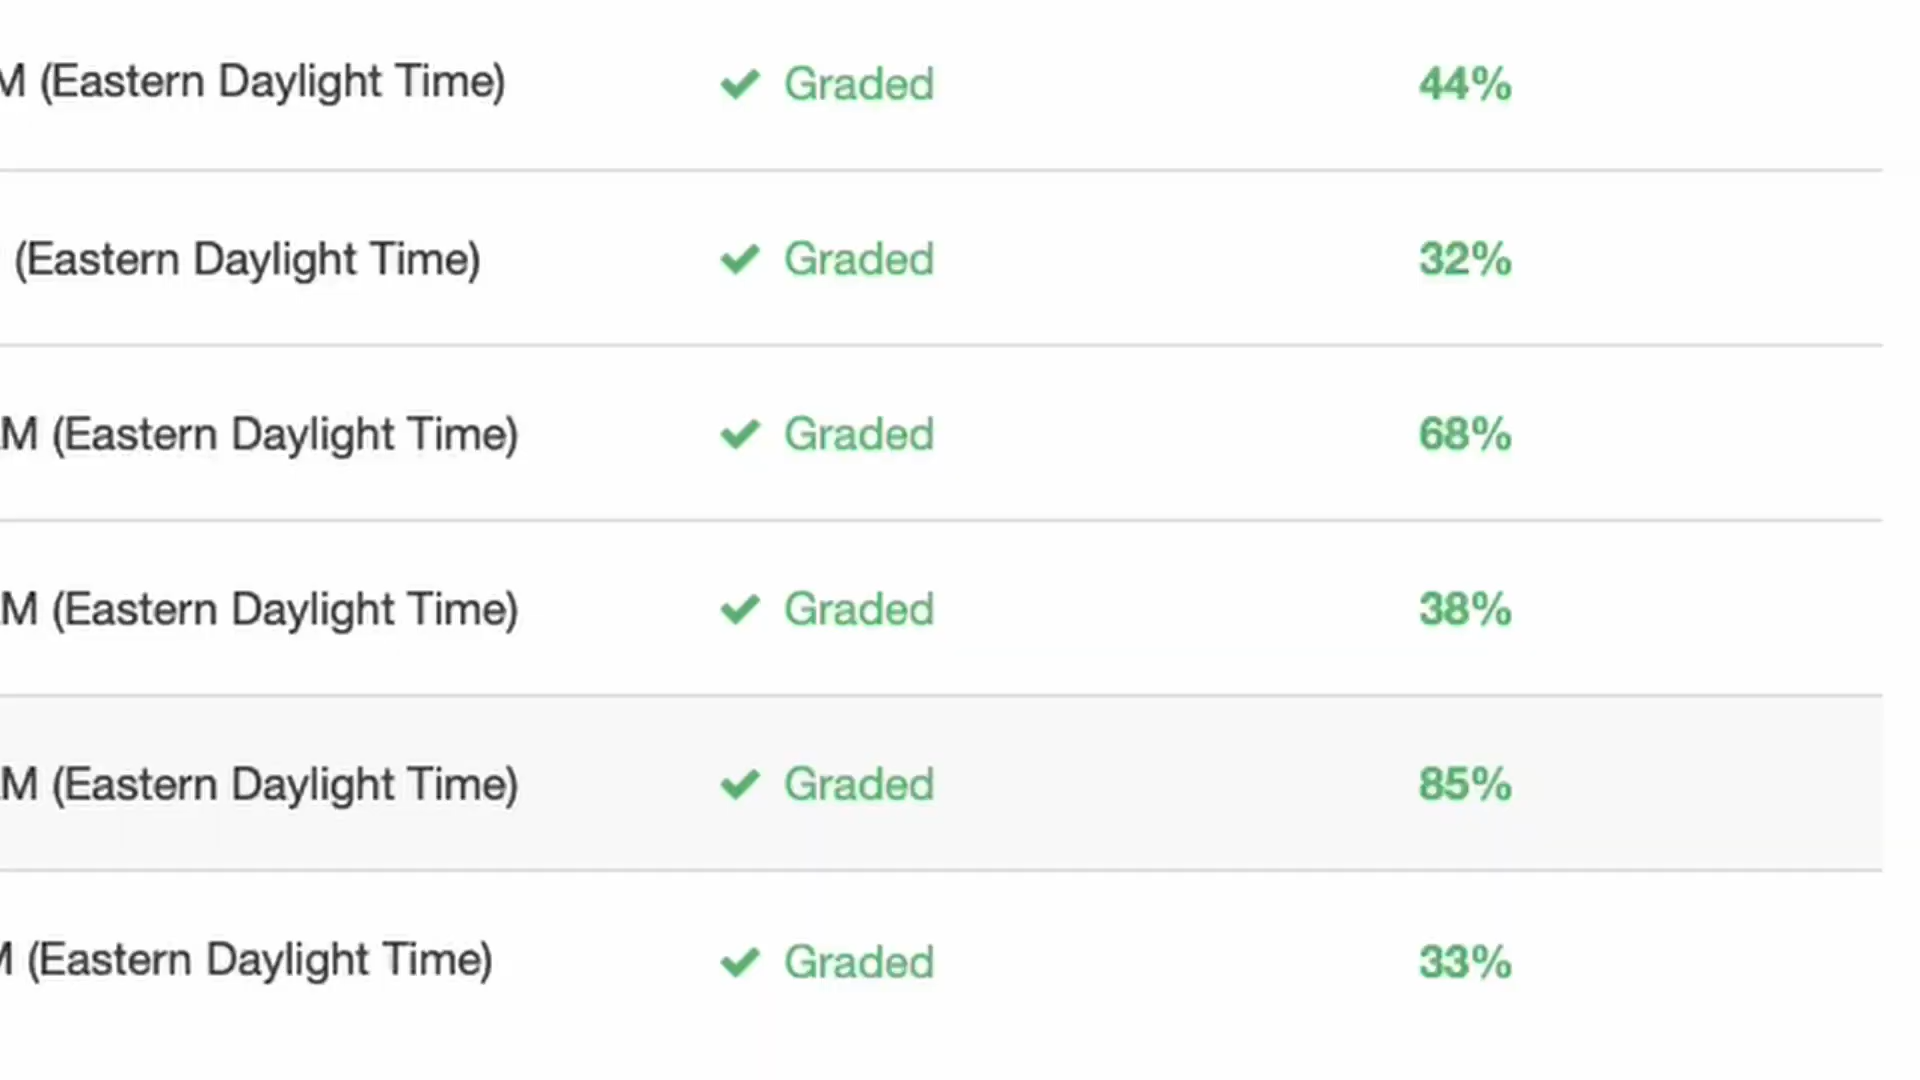 M (Eastern Daylight Time) Graded 44%
(Eastern Daylight Time) Graded 32%
M (Eastern Daylight Time) Graded 68%
M (Eastern Daylight Time) Graded 38%
M (Eastern Daylight Time) Graded 85%
(Eastern Daylight Time) Graded 33%